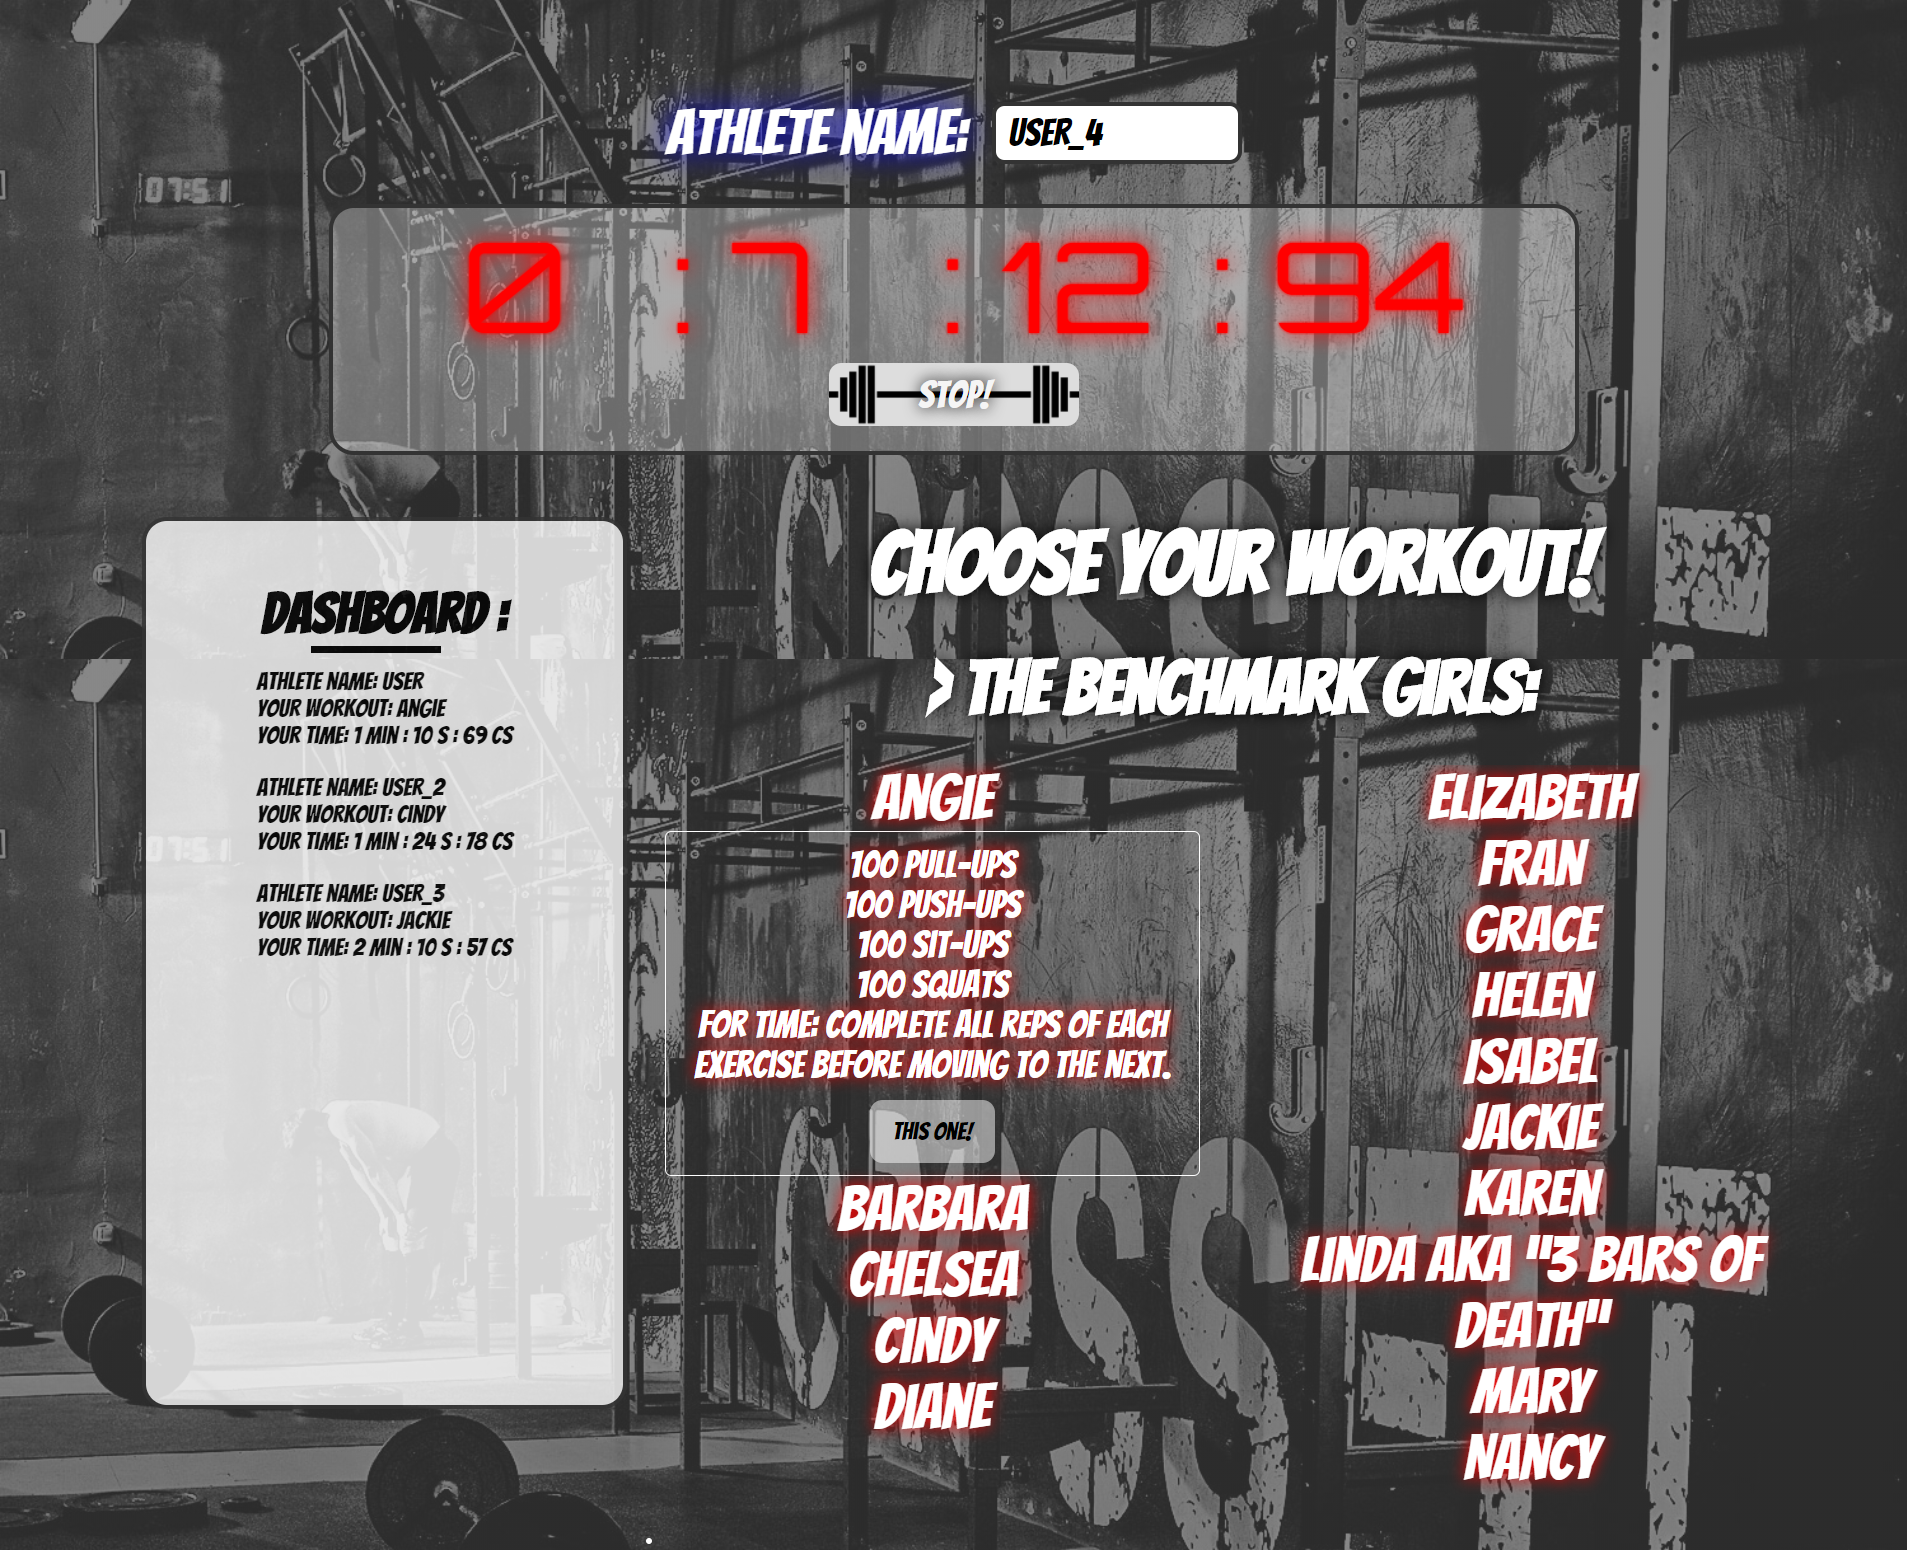 ATHLETE NAME: USER_4
07:51
0 : 7 : 12 : 94
STOP!
CHOOSE YOUR WORKOUT!
> THE BENCHMARK GIRLS:
DASHBOARD :
ATHLETE NAME: USER
YOUR WORKOUT: ANGIE
YOUR TIME: 1 MIN : 10 S : 69 CS
ATHLETE NAME: USER_2
YOUR WORKOUT: CINDY
YOUR TIME: 1 MIN : 24 S : 78 CS
ATHLETE NAME: USER_3
YOUR WORKOUT: JACKIE
YOUR TIME: 2 MIN : 10 S : 57 CS
07:51
ANGIE
100 PULL-UPS
100 PUSH-UPS
100 SIT-UPS
100 SQUATS
FOR TIME: COMPLETE ALL REPS OF EACH
EXERCISE BEFORE MOVING TO THE NEXT.
THIS ONE!
BARBARA
CHELSEA
CINDY
DIANE
ELIZABETH
FRAN
GRACE
HELEN
ISABEL
JACKIE
KAREN
LINDA AKA "3 BARS OF
DEATH"
MARY
NANCY